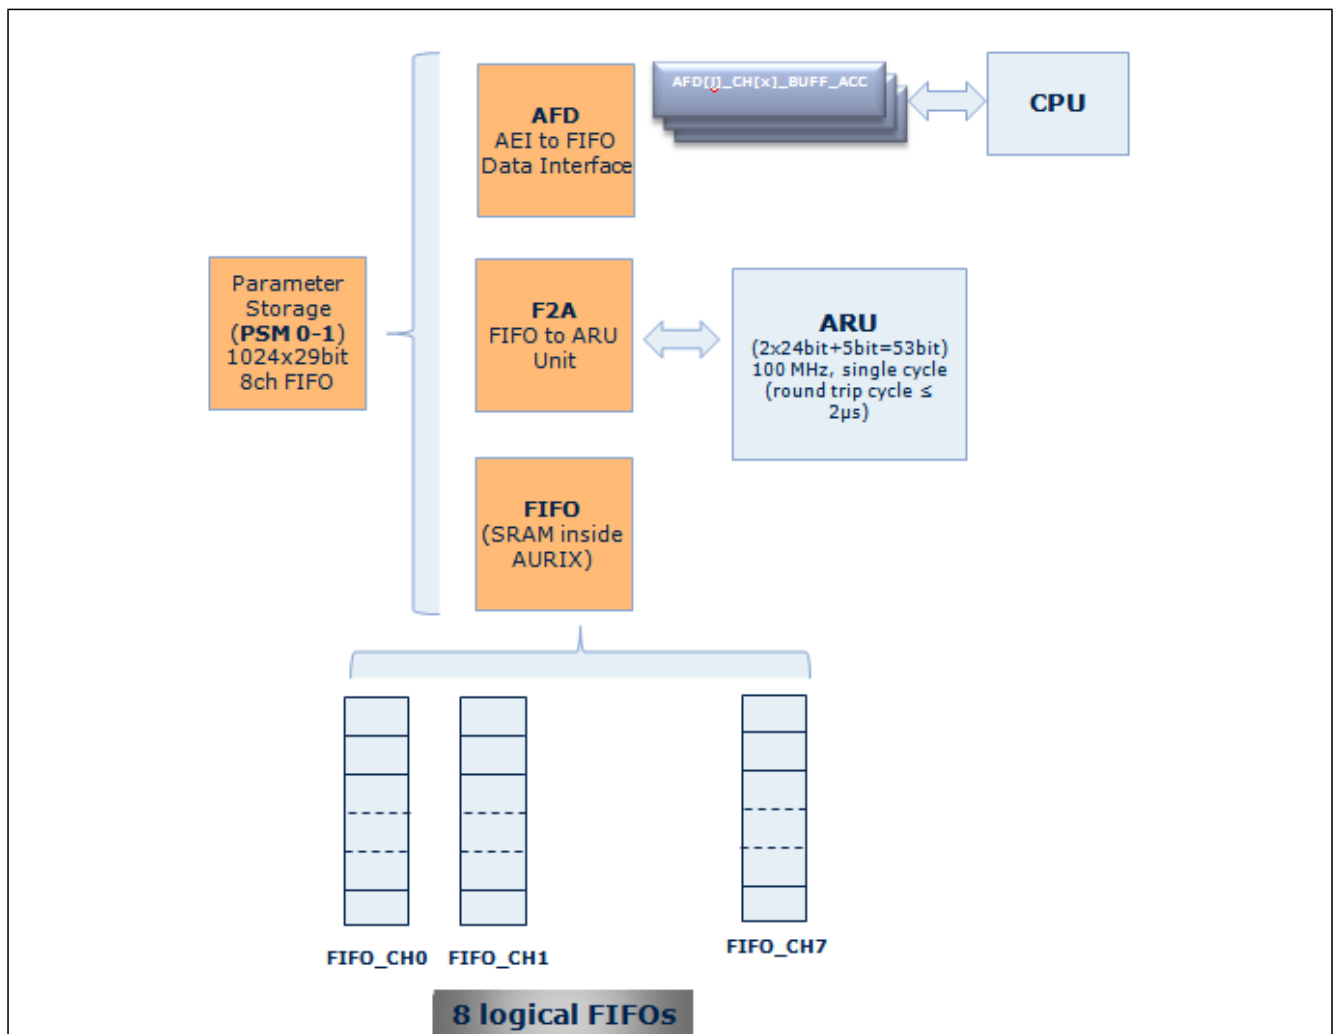 AFD
AEI to FIFO
Data Interface
AFD[J]_CH[x]_BUFF_ACC
CPU
Parameter
Storage
(PSM 0-1)
1024x29bit
8ch FIFO
F2A
FIFO to ARU
Unit
ARU
(2x24bit+5bit=53bit)
100 MHz, single cycle
(round trip cycle ≤
2µs)
FIFO
(SRAM inside
AURIX)
FIFO_CH0
FIFO_CH1
FIFO_CH7
8 logical FIFOs